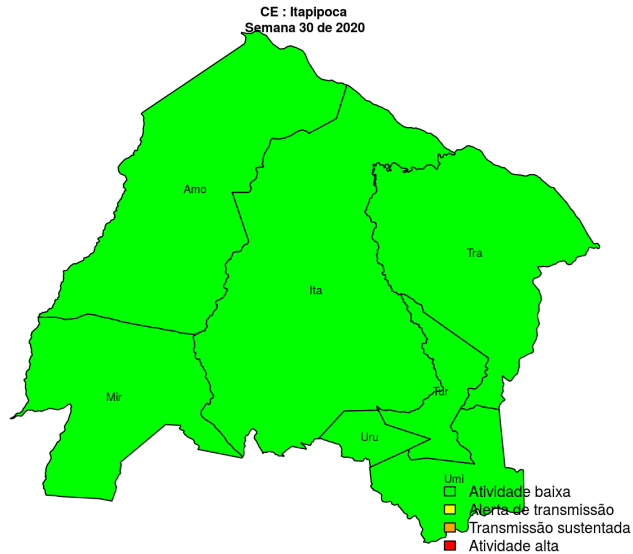 CE : Itapipoca
Semana 30 de 2020
Amo
Tra
Ita
Tur
Mir
Uru
Umi
Atividade baixa
Alerta de transmissão
Transmissão sustentada
Atividade alta